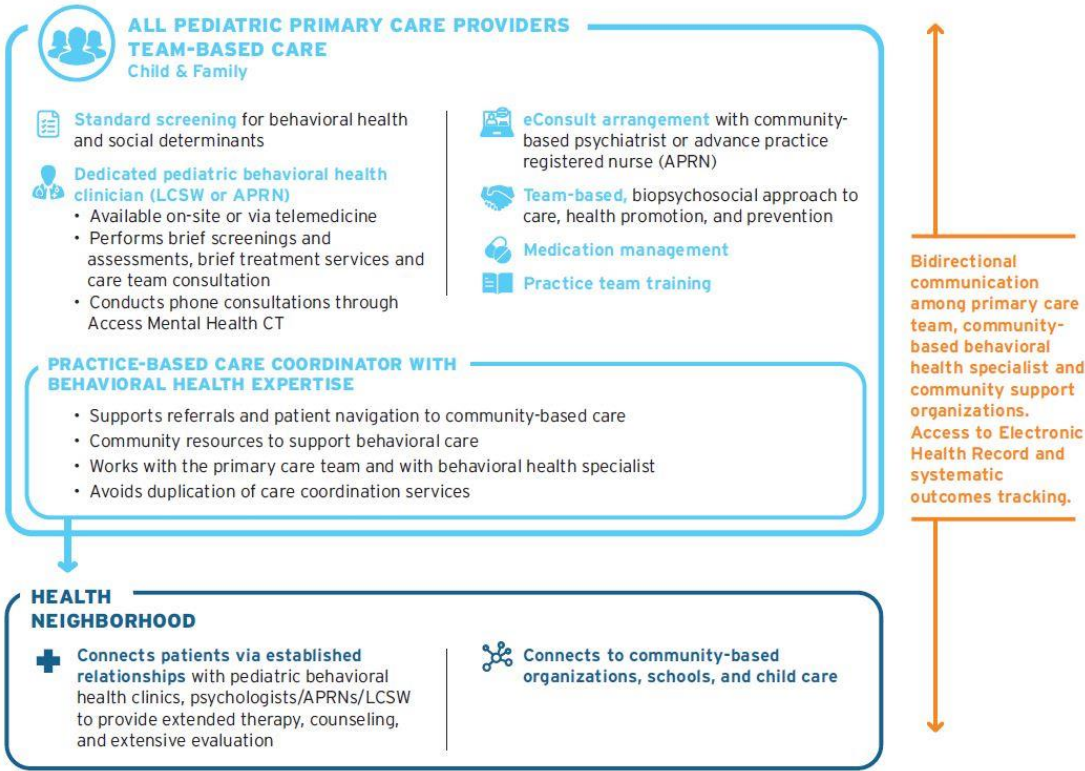 ALL PEDIATRIC PRIMARY CARE PROVIDERS
TEAM-BASED CARE
Child & Family
Standard screening for behavioral health
and social determinants
Dedicated pediatric behavioral health
clinician (LCSW or APRN)
• Available on-site or via telemedicine
• Performs brief screenings and
assessments, brief treatment services and
care team consultation
• Conducts phone consultations through
Access Mental Health CT
eConsult arrangement with community-
based psychiatrist or advance practice
registered nurse (APRN)
Team-based, biopsychosocial approach to
care, health promotion, and prevention
Medication management
Practice team training
PRACTICE-BASED CARE COORDINATOR WITH
BEHAVIORAL HEALTH EXPERTISE
• Supports referrals and patient navigation to community-based care
• Community resources to support behavioral care
• Works with the primary care team and with behavioral health specialist
• Avoids duplication of care coordination services
HEALTH
NEIGHBORHOOD
Connects patients via established
relationships with pediatric behavioral
health clinics, psychologists/APRNs/LCSW
to provide extended therapy, counseling,
and extensive evaluation
Connects to community-based
organizations, schools, and child care
Bidirectional
communication
among primary care
team, community-
based behavioral
health specialist and
community support
organizations.
Access to Electronic
Health Record and
systematic
outcomes tracking.